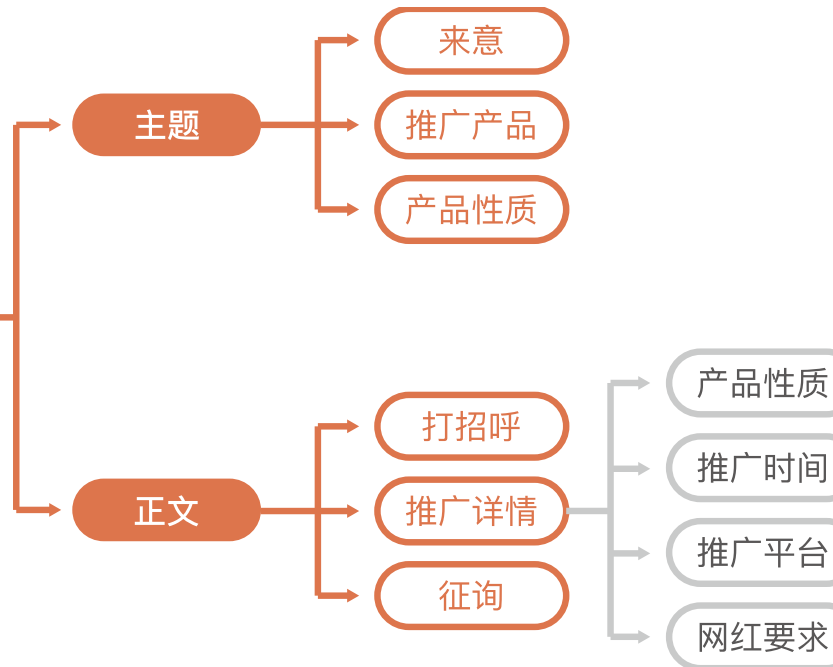 主题
来意
推广产品
产品性质
正文
打招呼
推广详情
征询
产品性质
推广时间
推广平台
网红要求